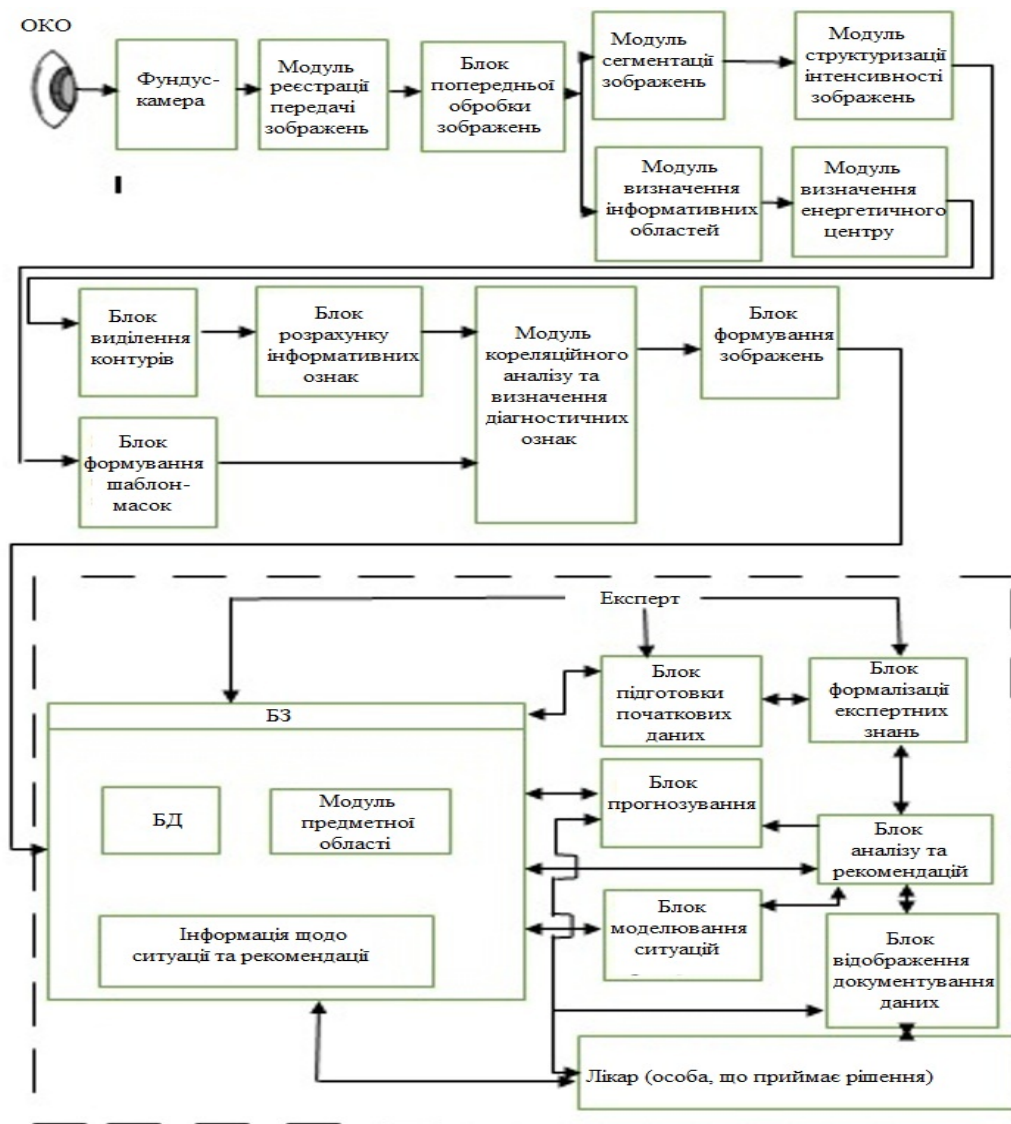 ОКО
Фундус-
камера
Модуль
реєстрації
передачі
зображень
Блок
попередньої
обробки
зображень
Модуль
сегментації
зображень
Модуль
структуризації
інтенсивності
зображень
Модуль
визначення
інформативних
областей
Модуль
визначення
енергетичного
центру
Блок
виділення
контурів
Блок
розрахунку
інформативних
ознак
Модуль
кореляційного
аналізу та
визначення
діагностичних
ознак
Блок
формування
зображень
Блок
формування
шаблон-
масок
Експерт
Блок
підготовки
початкових
даних
Блок
формалізації
експертних
знань
БЗ
БД
Модуль
предметної
області
Інформація щодо
ситуації та рекомендації
Блок
прогнозування
Блок
аналізу та
рекомендацій
Блок
моделювання
ситуацій
Блок
відображення
документування
даних
Лікар (особа, що приймає рішення)